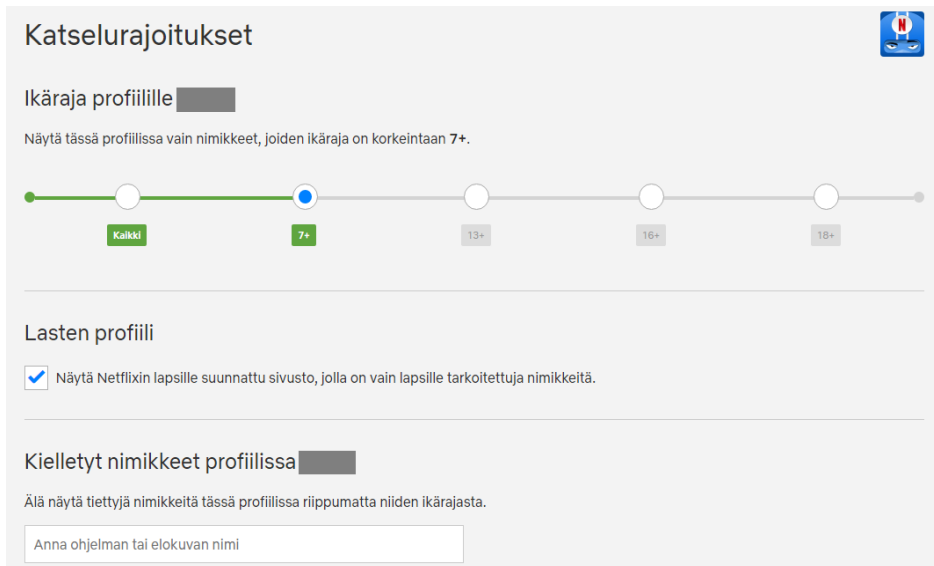 Katselurajoitukset
N
Ikäraja profiilille
Näytä tässä profiilissa vain nimikkeet, joiden ikäraja on korkeintaan 7+.
Kaikki 7+ 13+ 16+ 18+
Lasten profiili
Näytä Netflixin lapsille suunnattu sivusto, jolla on vain lapsille tarkoitettuja nimikkeitä.
Kielletyt nimikkeet profiilissa
Älä näytä tiettyjä nimikkeitä tässä profiilissa riippumatta niiden ikärajasta.
Anna ohjelman tai elokuvan nimi